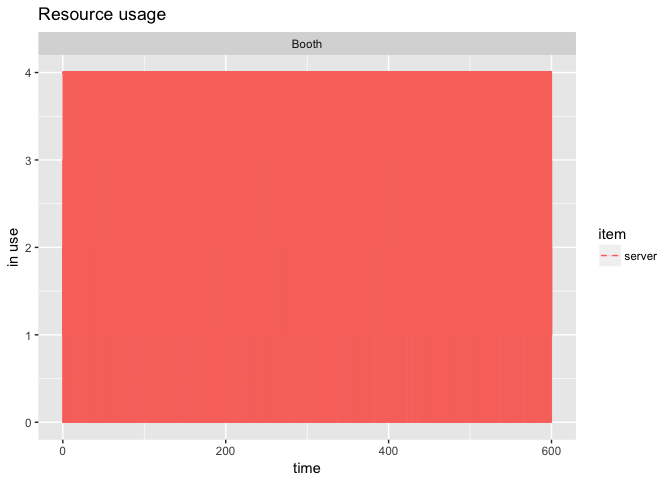 Resource usage
Booth
4
3
2
1
0
in use
0 200 400 600
time
item
server